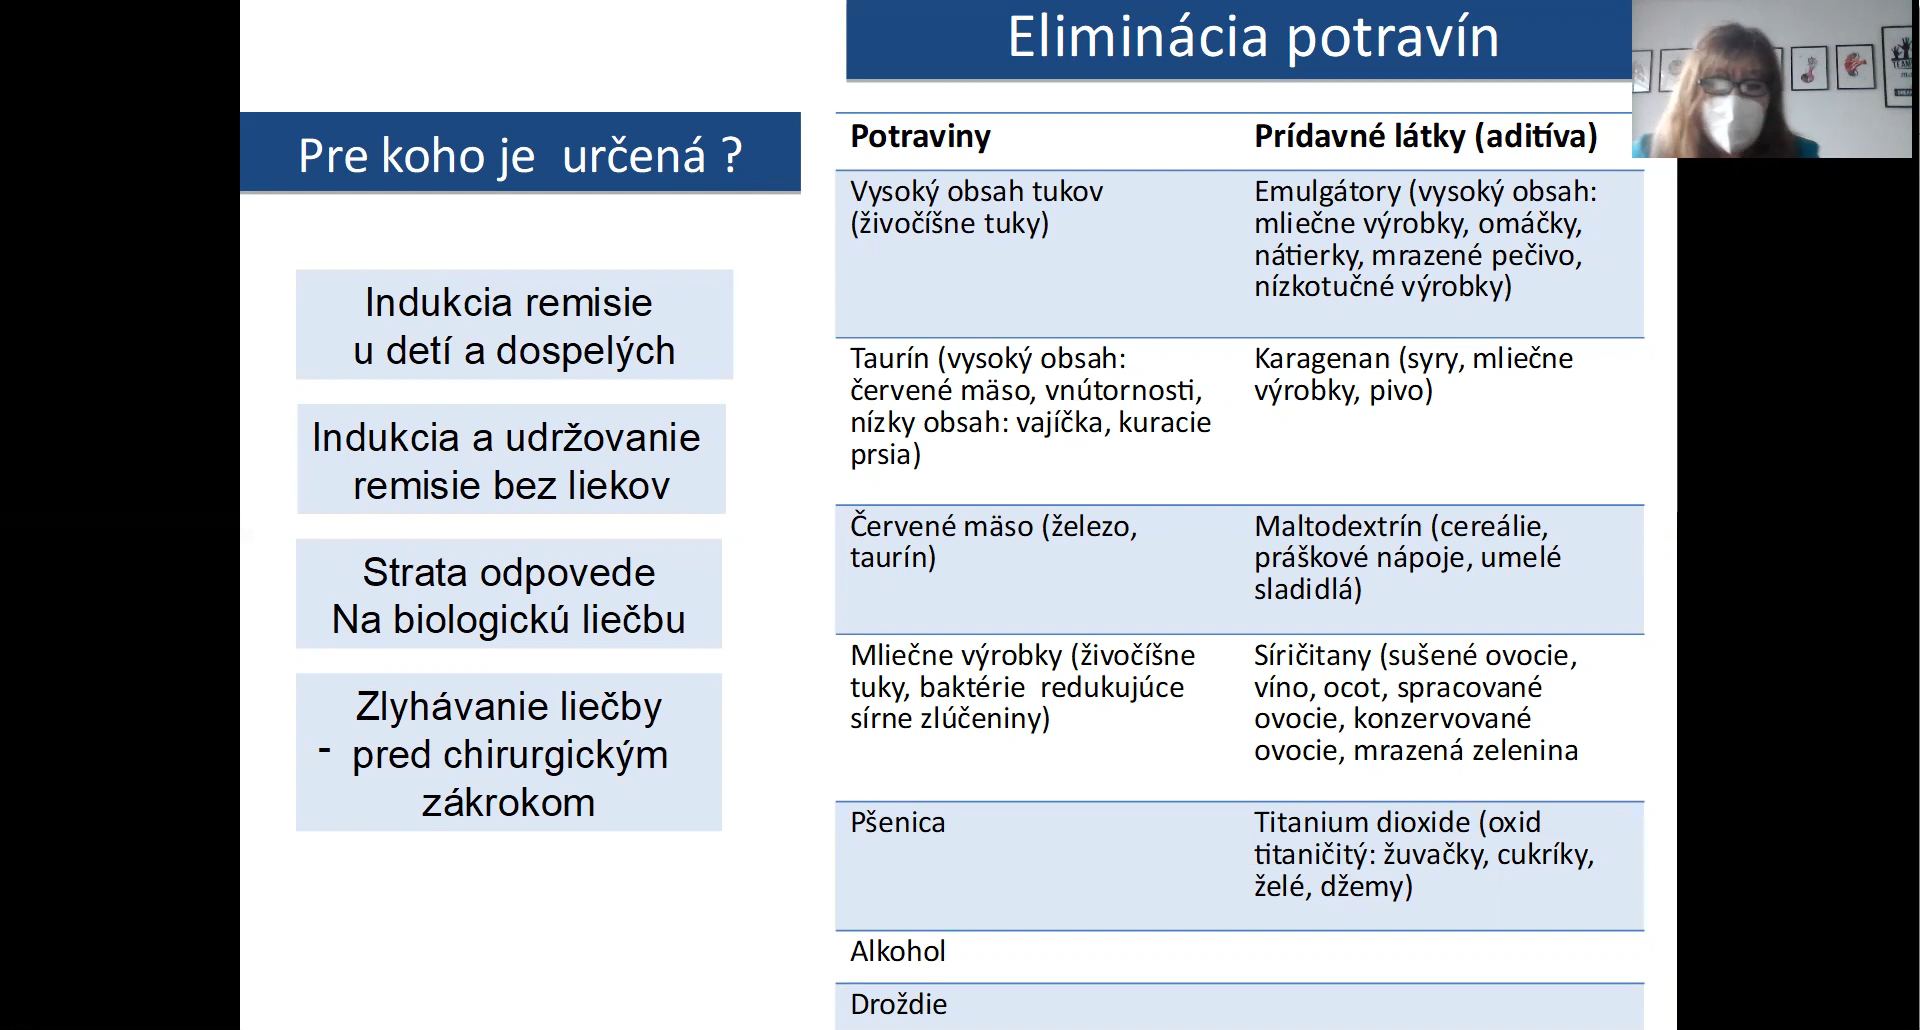 Eliminácia potravín
Pre koho je  určená ?
Indukcia remisie
u detí a dospelých
Indukcia a udržovanie
remisie bez liekov
Strata odpovede
Na biologickú liečbu
Zlyhávanie liečby
- pred chirurgickým
zákrokom
Potraviny
Prídavné látky (aditíva)
Vysoký obsah tukov
(živočíšne tuky)
Emulgátory (vysoký obsah:
mliečne výrobky, omáčky,
nátierky, mrazené pečivo,
nízkotučné výrobky)
Taurín (vysoký obsah:
červené mäso, vnútornosti,
nízky obsah: vajíčka, kuracie
prsia)
Karagenan (syry, mliečne
výrobky, pivo)
Červené mäso (železo,
taurín)
Maltodextrín (cereálie,
práškové nápoje, umelé
sladidlá)
Mliečne výrobky (živočíšne
tuky, baktérie  redukujúce
sírne zlúčeniny)
Síričitany (sušené ovocie,
víno, ocot, spracované
ovocie, konzervované
ovocie, mrazená zelenina
Pšenica
Titanium dioxide (oxid
titaničitý: žuvačky, cukríky,
želé, džemy)
Alkohol
Droždie